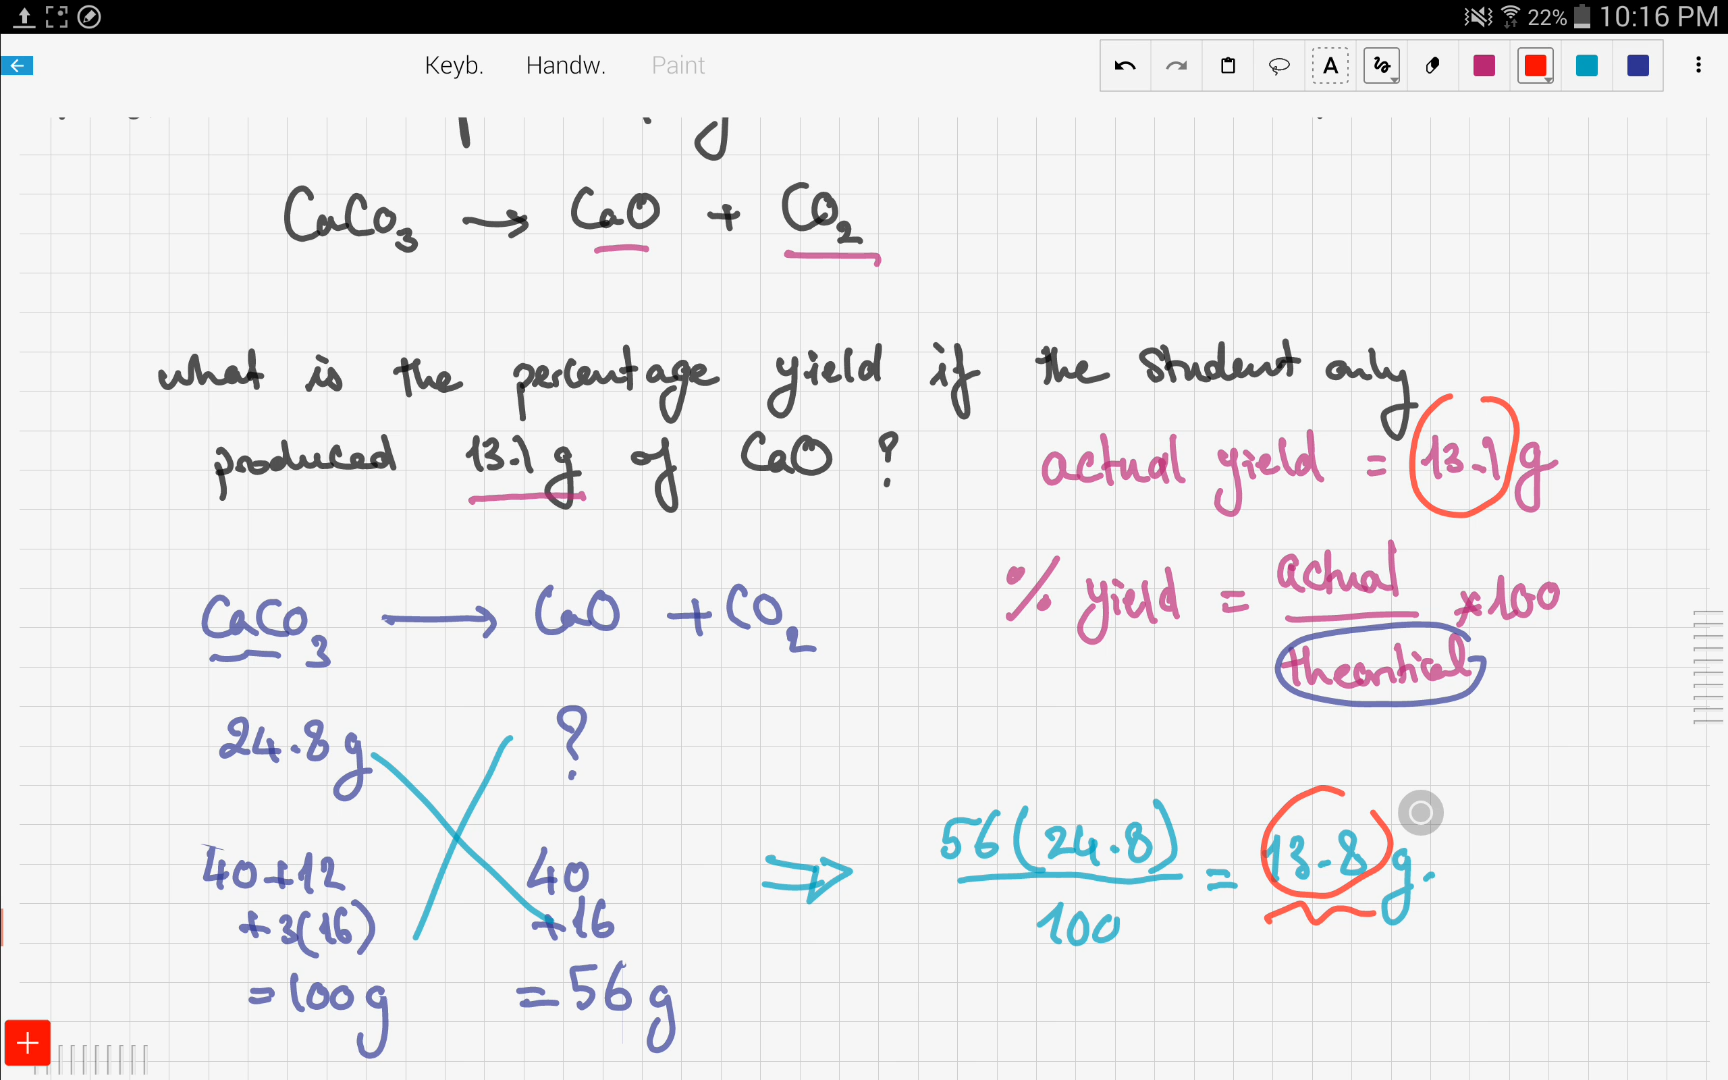 22% 10:16 PM
Keyb. Handw. Paint
A
CaCO3 → CaO + CO2
what is the percentage yield if the student only
produced 13.1 g of CaO ?
actual yield = 13.1 g
% yield = actual / theoritical × 100
CaCO3 → CaO + CO2
24.8 g ?
40+12 40
+3(16) +16
=100g =56 g
⇒ 56(24.8) / 100 = 13.8 g.